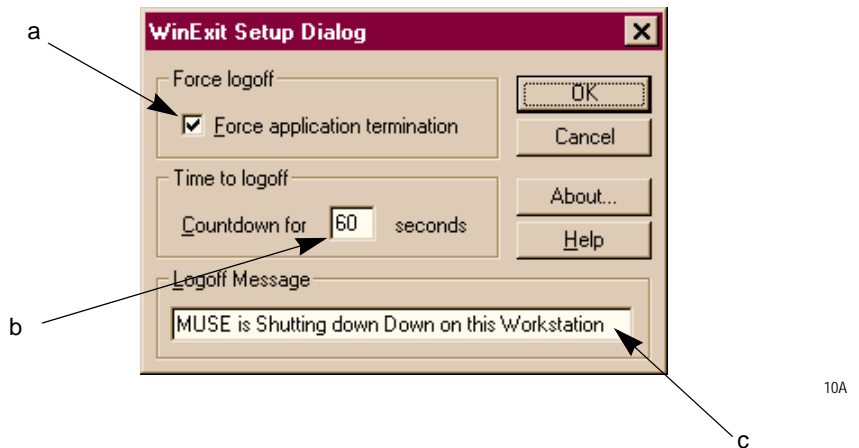 WinExit Setup Dialog
a
Force logoff
Force application termination
OK
Cancel
Time to logoff
Countdown for 60 seconds
About...
Help
b
Logoff Message
MUSE is Shutting down Down on this Workstation
10A
c